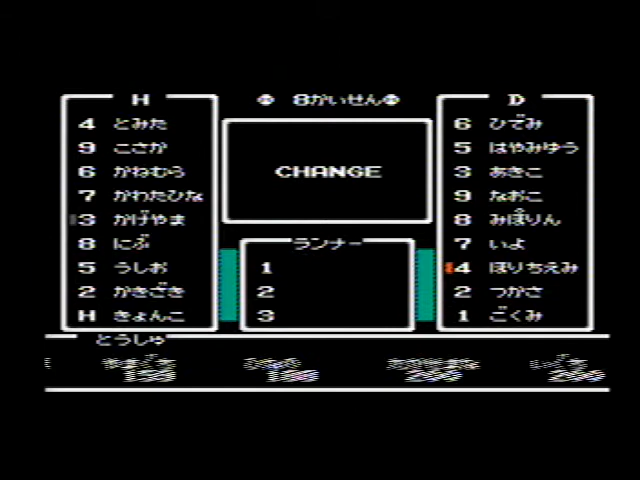 H
4 とみた
9 こさか
6 かねむら
7 かわたひな
3 かげやま
8 にぶ
5 うしお
2 かきざき
H きょんこ
8かいせん
CHANGE
ランナー
1
2
3
D
6 ひでみ
5 はやみゆう
3 あきこ
9 なおこ
8 みぽりん
7 いよ
4 ほりちえみ
2 つかさ
1 ごくみ
とうしゅ